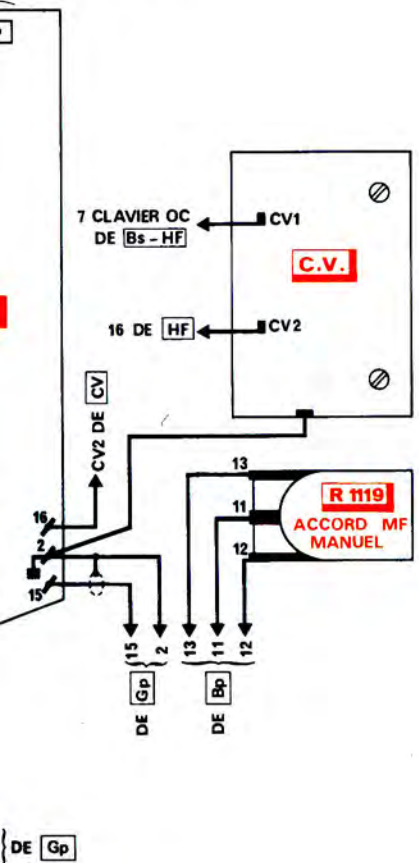 7 CLAVIER OC
DE Bs - HF
CV1
C.V.
16 DE HF
CV2
CV2 DE CV
16
2
15
13
11
12
R 1119
ACCORD MF
MANUEL
15
2
13
11
12
DE Gp
DE Bp
DE Gp